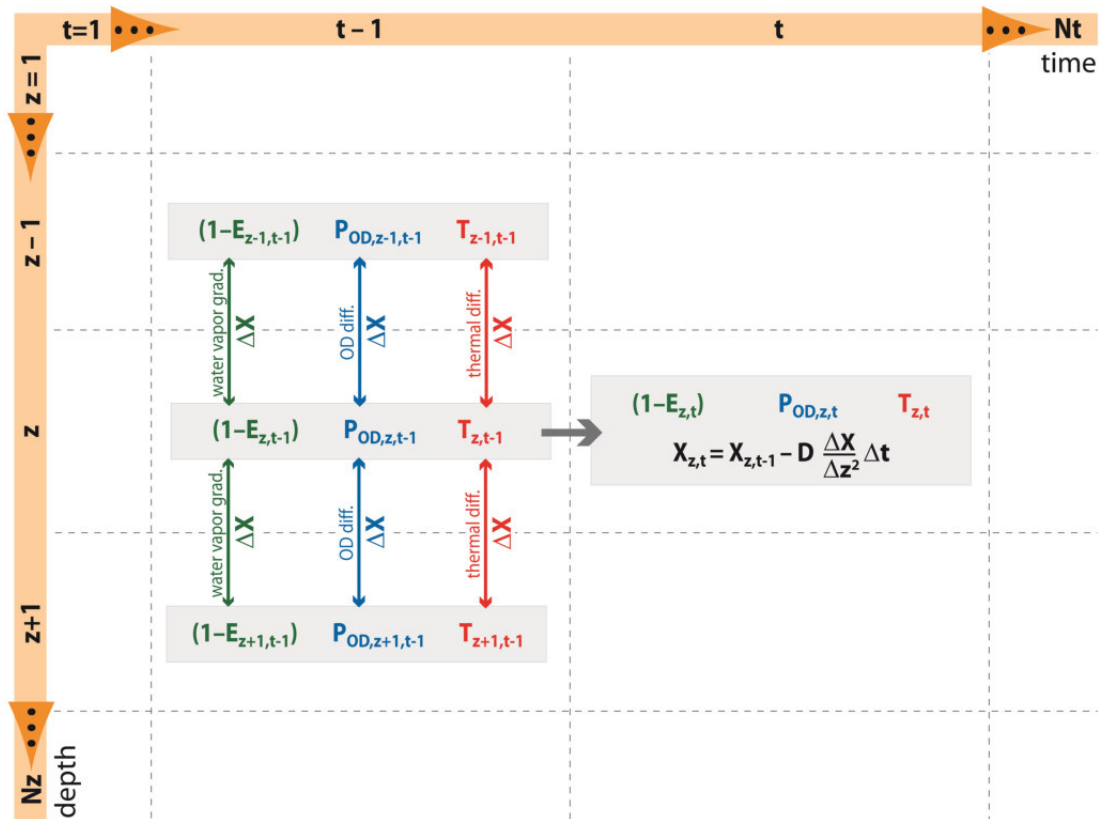 t=1 ••• t – 1 t ••• Nt
time
z = 1
•••
z – 1
(1–E_{z-1,t-1}) P_{OD,z-1,t-1} T_{z-1,t-1}
water vapor grad. ΔX OD diff. ΔX thermal diff. ΔX
z
(1–E_{z,t-1}) P_{OD,z,t-1} T_{z,t-1}
(1–E_{z,t}) P_{OD,z,t} T_{z,t}
X_{z,t} = X_{z,t-1} – D \frac{ΔX}{Δz^2} Δt
water vapor grad. ΔX OD diff. ΔX thermal diff. ΔX
z+1
(1–E_{z+1,t-1}) P_{OD,z+1,t-1} T_{z+1,t-1}
•••
Nz
depth